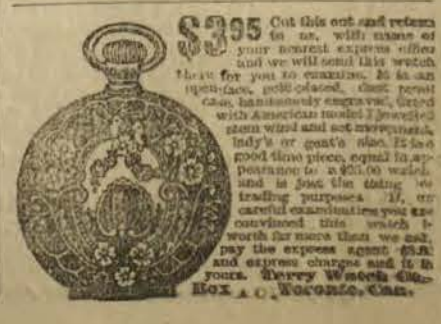 $3.95 Cut this out and return
to us, with name of
your nearest express office
and we will send this watch
there for you to examine. It is an
open-face, gold-plated, dust proof
case, handsomely engraved, fitted
with American model 7 jewelled
stem wind and set movement,
lady's or gent's size. It is a
good time piece, equal in ap-
pearance to a $25.00 watch,
and is just the thing for
trading purposes. If, on
careful examination you are
convinced this watch is
worth far more than we ask,
pay the express agent
and express charges and it is
yours. Terry Watch Co.
Box Toronto, Can.